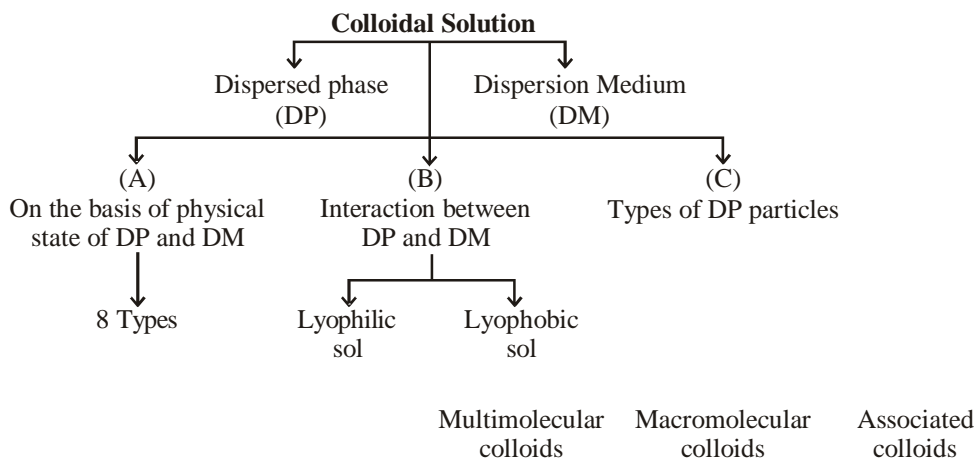 Colloidal Solution
Dispersed phase
(DP)
Dispersion Medium
(DM)
(A)
On the basis of physical
state of DP and DM
(B)
Interaction between
DP and DM
(C)
Types of DP particles
8 Types
Lyophilic
sol
Lyophobic
sol
Multimolecular
colloids
Macromolecular
colloids
Associated
colloids